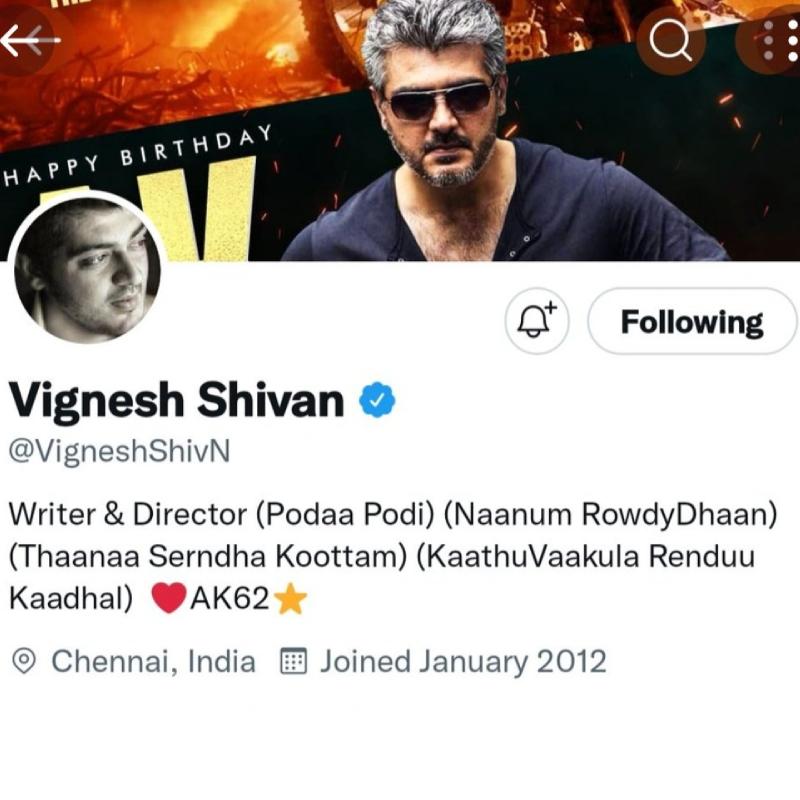 HAPPY BIRTHDAY
Following
Vignesh Shivan
@VigneshShivN
Writer & Director (Podaa Podi) (Naanum RowdyDhaan)
(Thaanaa Serndha Koottam) (KaathuVaakula Renduu
Kaadhal) ❤️AK62⭐
Chennai, India Joined January 2012